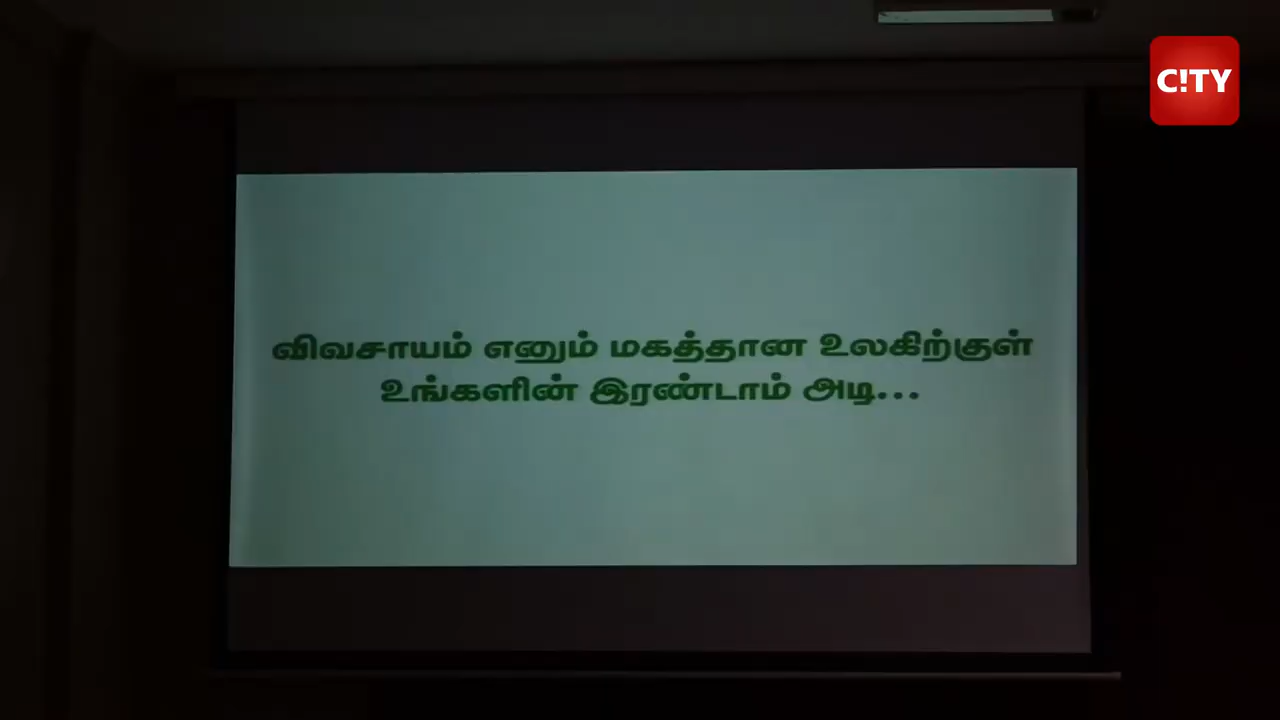 C!TY
விவசாயம் எனும் மகத்தான உலகிற்குள்
உங்களின் இரண்டாம் அடி...